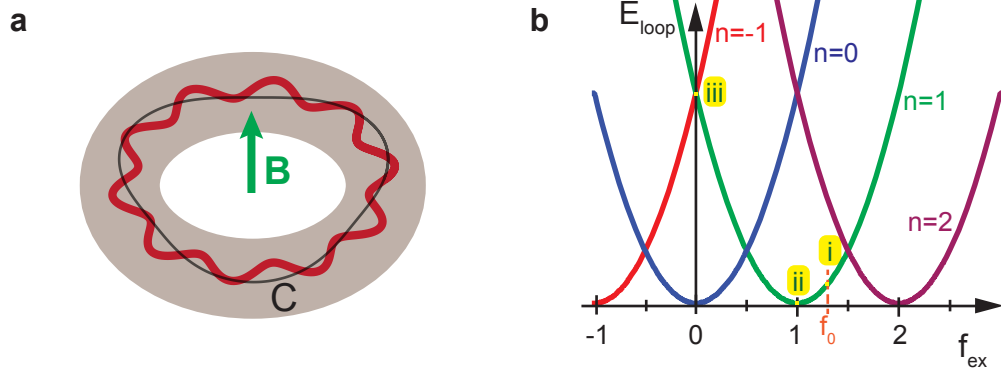 a
B
C
b
E_loop
n=-1
n=0
n=1
n=2
iii
i
ii
f_0
-1
0
1
2
f_ex